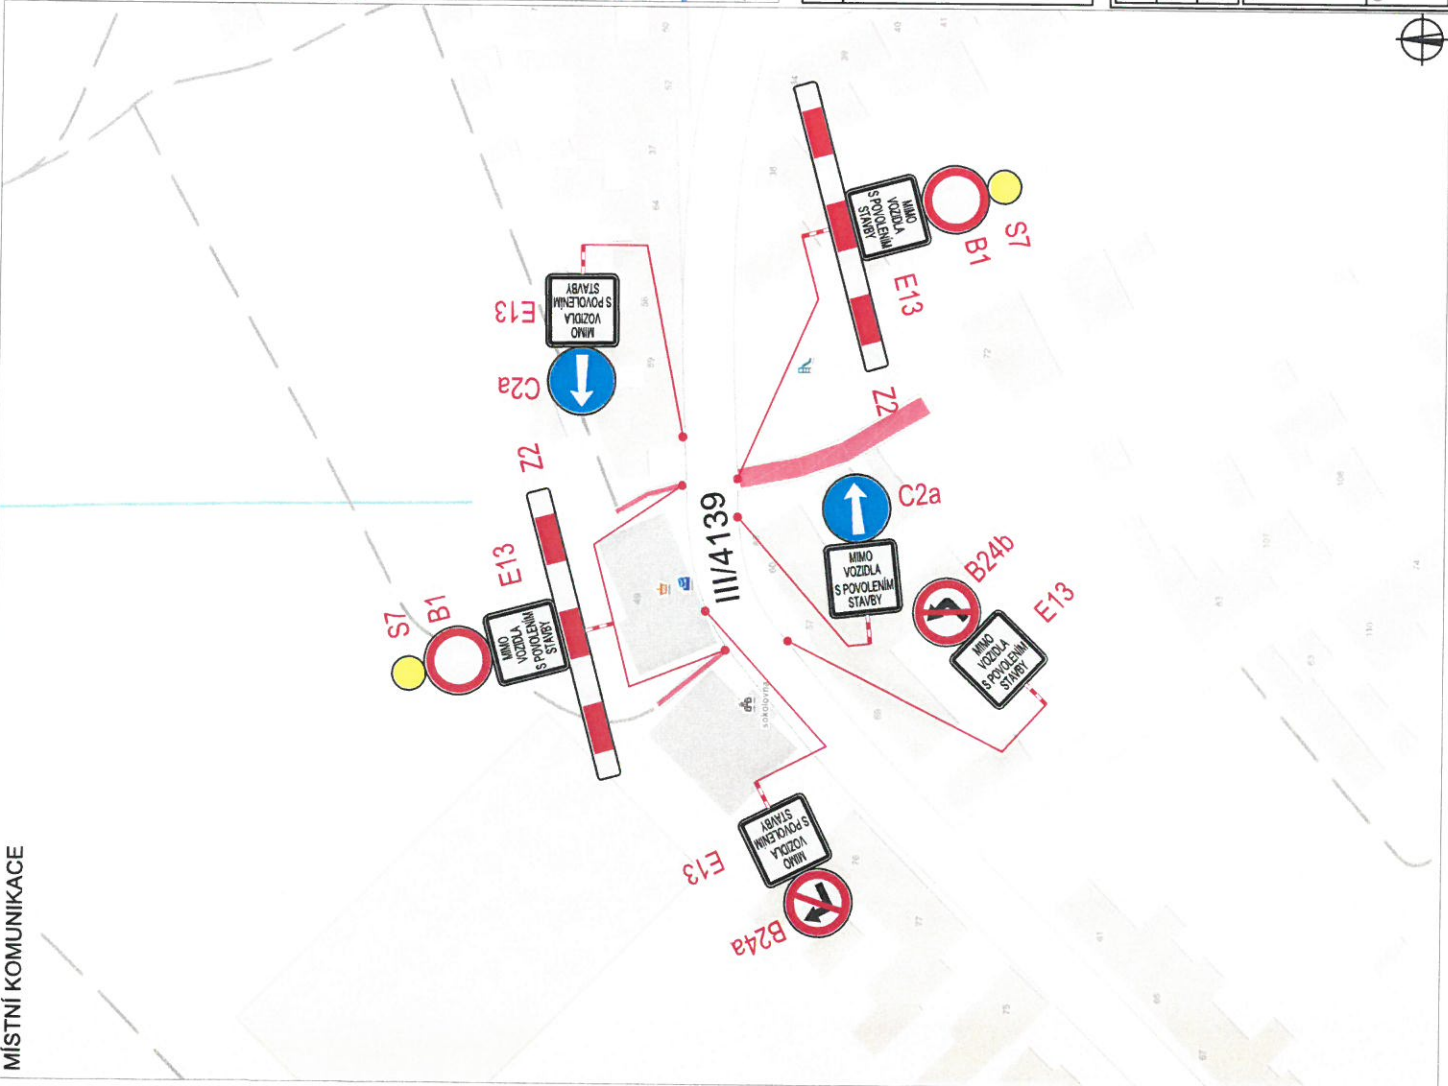 MÍSTNÍ KOMUNIKACE
S7
B1
E13
MIMO
VOZIDLA
S POVOLENÍM
STAVBY
Z2
C2a
E13
MIMO
VOZIDLA
S POVOLENÍM
STAVBY
S7
B1
E13
MIMO
VOZIDLA
S POVOLENÍM
STAVBY
Z2
III/4139
C2a
MIMO
VOZIDLA
S POVOLENÍM
STAVBY
B24b
E13
MIMO
VOZIDLA
S POVOLENÍM
STAVBY
B24a
E13
MIMO
VOZIDLA
S POVOLENÍM
STAVBY
sokolovna